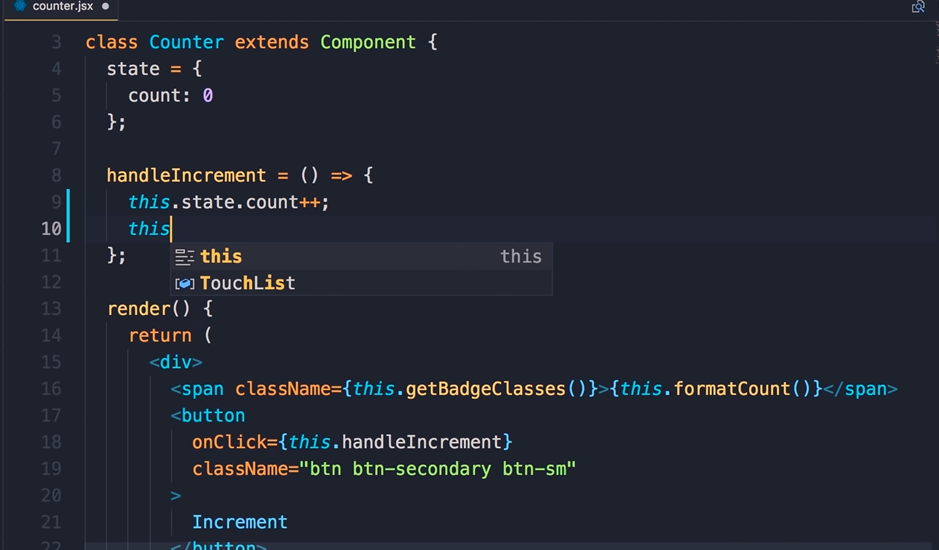 counter.jsx
3 class Counter extends Component {
4 state = {
5 count: 0
6 };
7
8 handleIncrement = () => {
9 this.state.count++;
10 this
this this
TouchList
11 };
12
13 render() {
14 return (
15 <div>
16 <span className={this.getBadgeClasses()}>{this.formatCount()}</span>
17 <button
18 onClick={this.handleIncrement}
19 className="btn btn-secondary btn-sm"
20 >
21 Increment
22 </button>